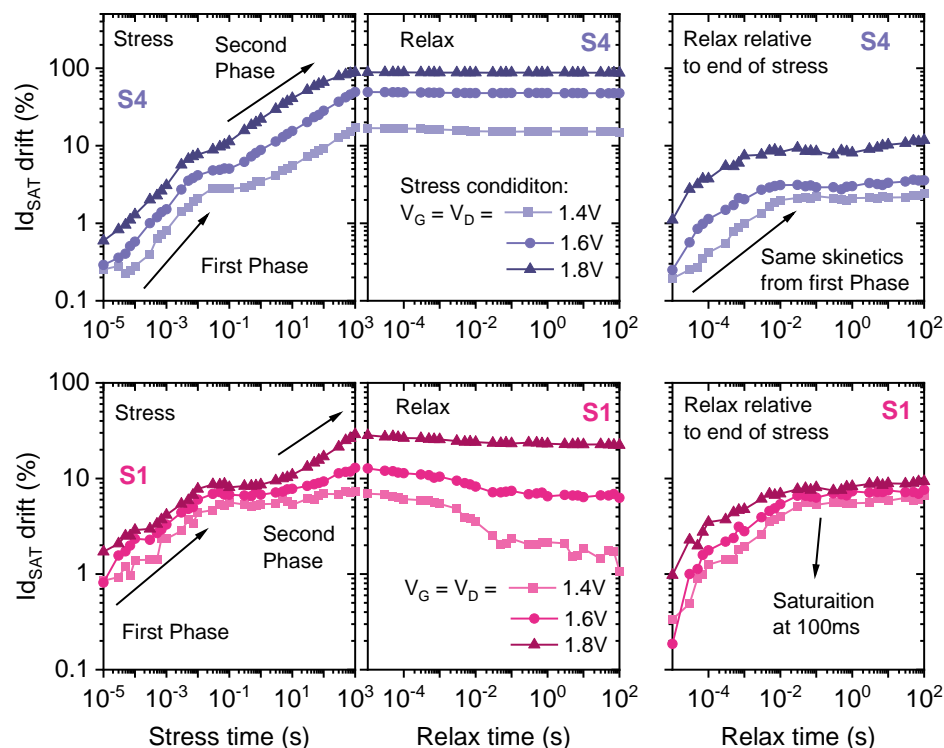 Stress
Second
Phase
S4
First Phase
Id_SAT drift (%)
100
10
1
0.1
10^-5
10^-3
10^-1
10^1
10^3
Relax
S4
Stress condiditon:
V_G = V_D =
1.4V
1.6V
1.8V
10^-4
10^-2
10^0
10^2
Relax relative
to end of stress
S4
Same skinetics
from first Phase
10^-4
10^-2
10^0
10^2
Stress
S1
Second
Phase
First Phase
Id_SAT drift (%)
100
10
1
0.1
10^-5
10^-3
10^-1
10^1
10^3
Stress time (s)
Relax
S1
V_G = V_D =
1.4V
1.6V
1.8V
10^-4
10^-2
10^0
10^2
Relax time (s)
Relax relative
to end of stress
S1
Saturaition
at 100ms
10^-4
10^-2
10^0
10^2
Relax time (s)